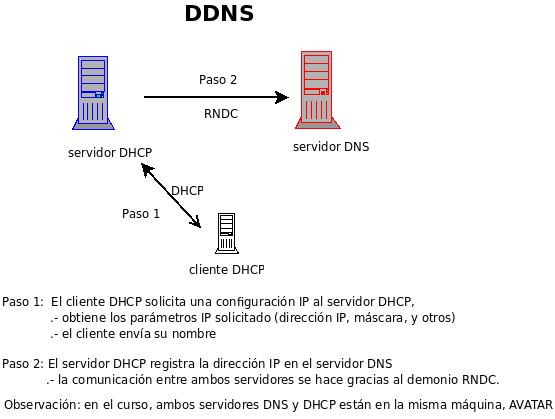 DDNS
Paso 2
RNDC
servidor DHCP
servidor DNS
DHCP
Paso 1
cliente DHCP
Paso 1:  El cliente DHCP solicita una configuración IP al servidor DHCP,
.- obtiene los parámetros IP solicitado (dirección IP, máscara, y otros)
.- el cliente envía su nombre
Paso 2: El servidor DHCP registra la dirección IP en el servidor DNS
.- la comunicación entre ambos servidores se hace gracias al demonio RNDC.
Observación: en el curso, ambos servidores DNS y DHCP están en la misma máquina, AVATAR